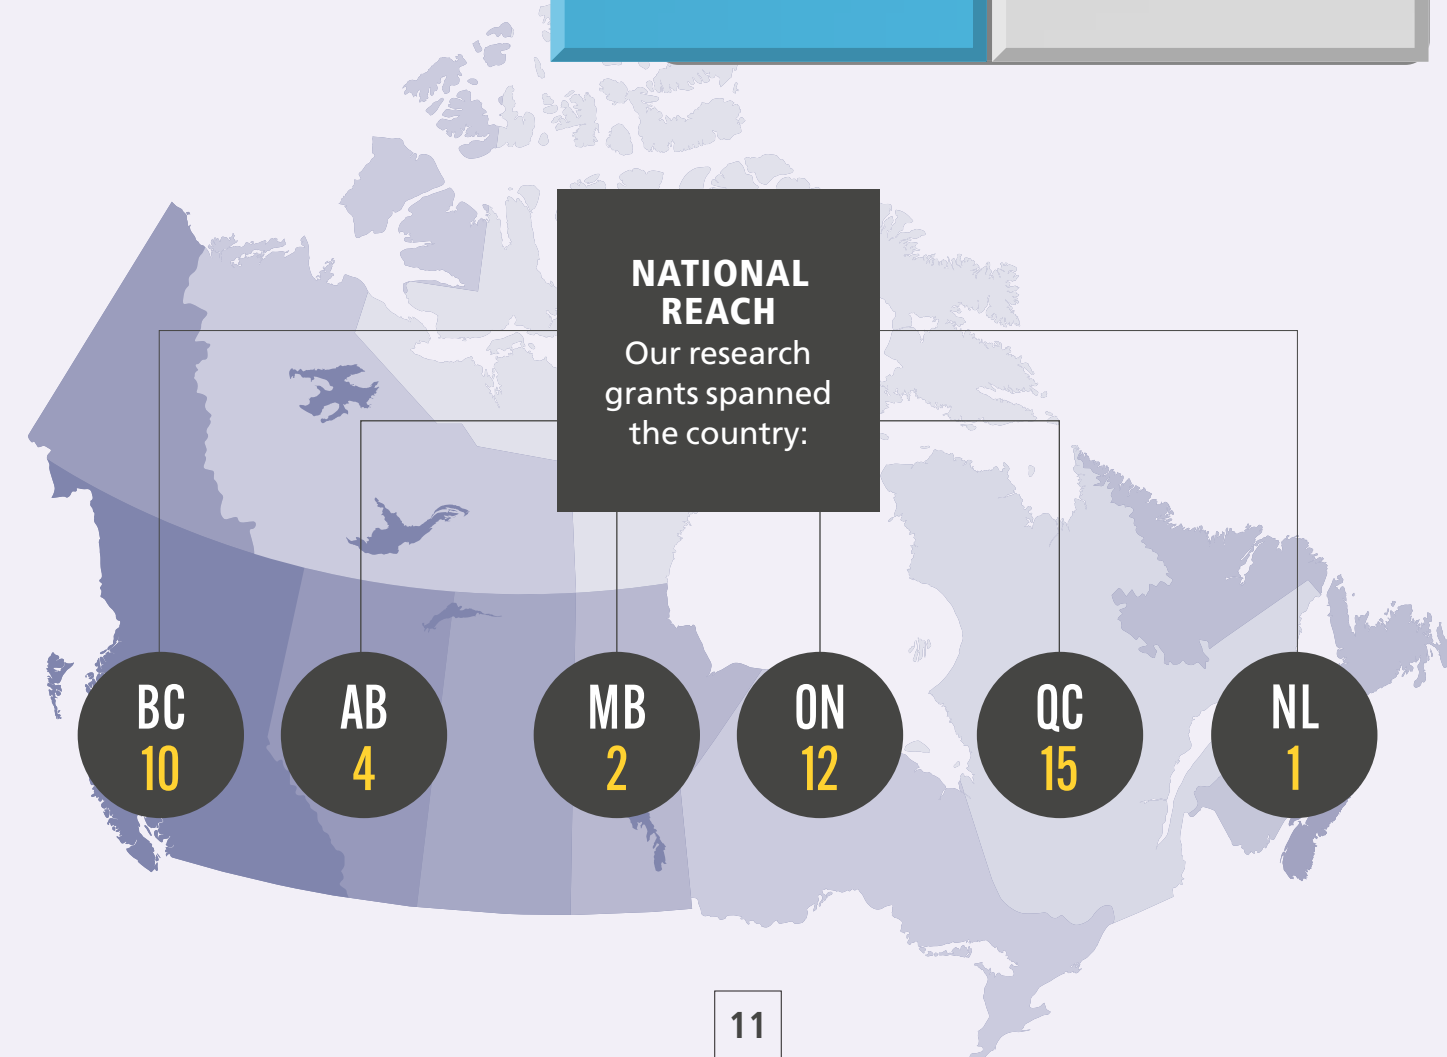 NATIONAL
REACH
Our research
grants spanned
the country:
BC
10
AB
4
MB
2
ON
12
QC
15
NL
1
11